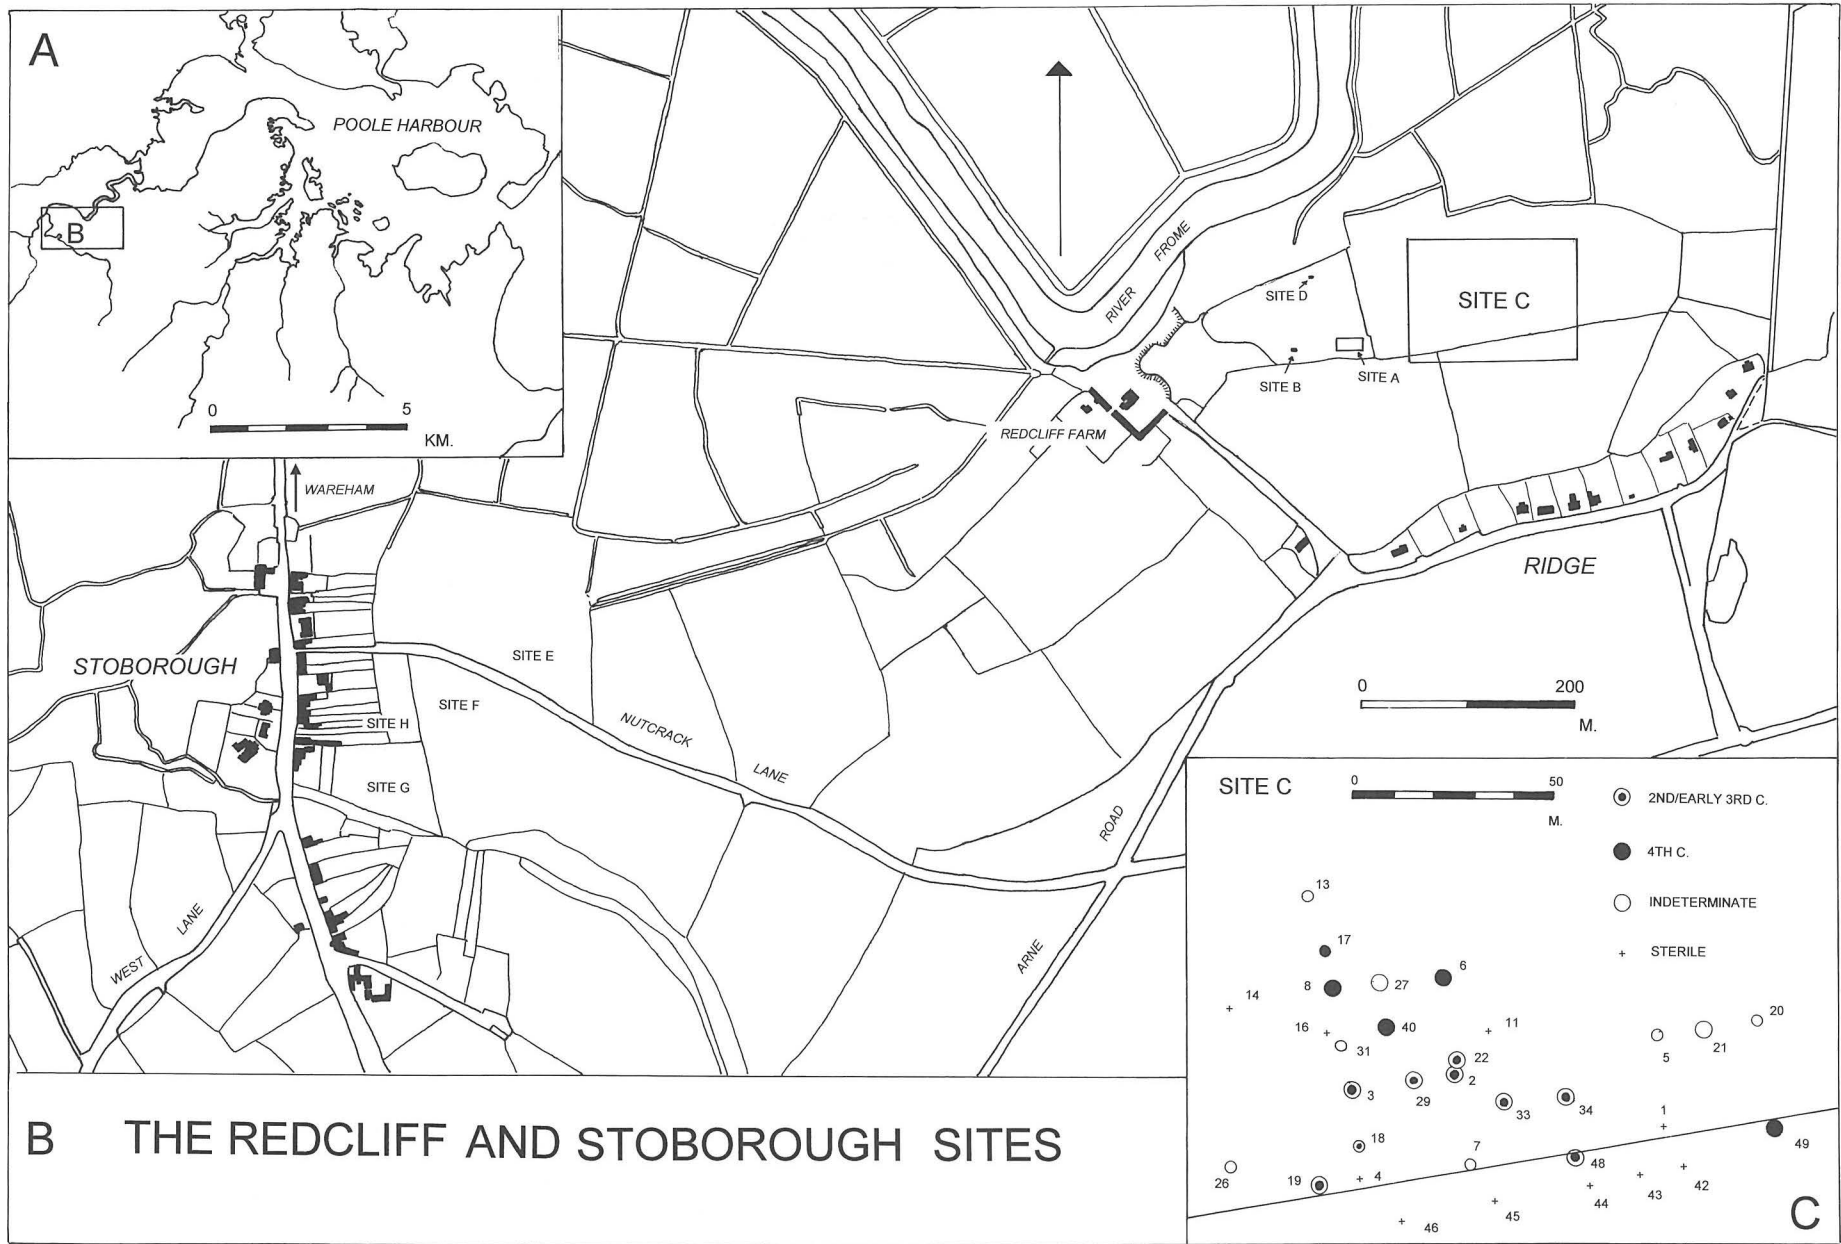 A
POOLE HARBOUR
B
0 5
KM.
WAREHAM
STOBOROUGH
SITE E
SITE F
SITE H
SITE G
NUTCRACK
LANE
WEST
LANE
RIVER
FROME
REDCLIFF FARM
SITE D
SITE B
SITE A
SITE C
RIDGE
0 200
M.
ROAD
ARNE
B THE REDCLIFF AND STOBOROUGH SITES
SITE C
0 50
M.
2ND/EARLY 3RD C.
4TH C.
INDETERMINATE
STERILE
13
17
6
8
27
14
16
40
11
20
31
5
21
22
2
3
29
33
34
1
18
7
49
26
19
4
48
42
43
44
45
46
C